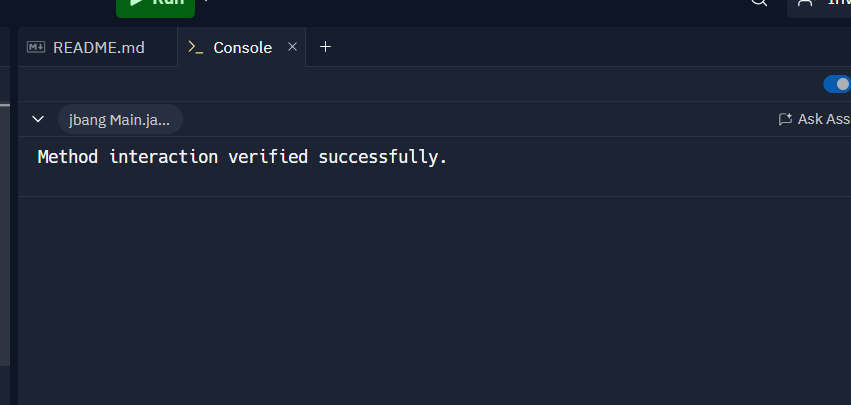 Run
README.md
Console
jbang Main.ja...
Ask Ass
Method interaction verified successfully.